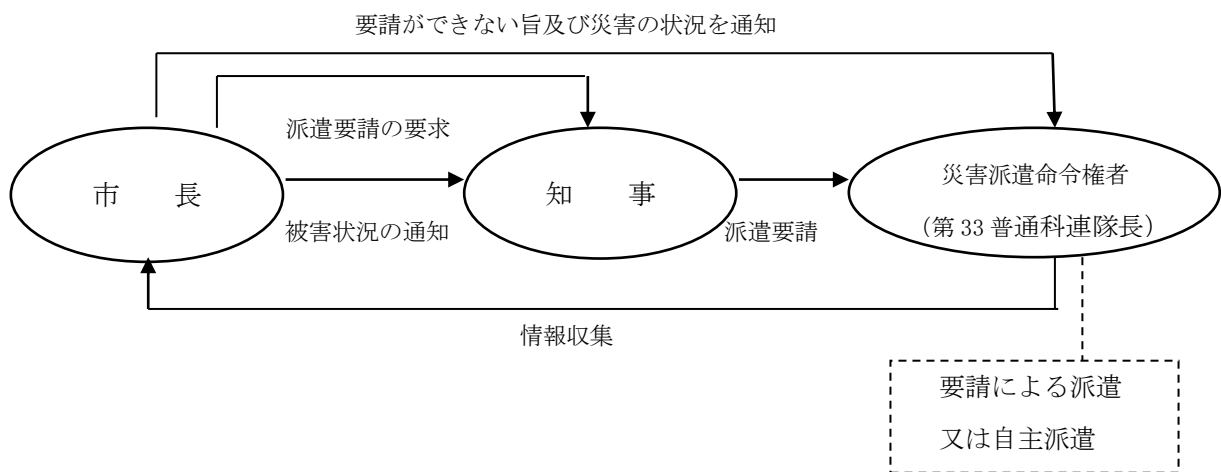 要請ができない旨及び災害の状況を通知
派遣要請の要求
市　　長
知　　事
災害派遣命令権者
（第 33 普通科連隊長）
被害状況の通知
派遣要請
情報収集
要請による派遣
又は自主派遣